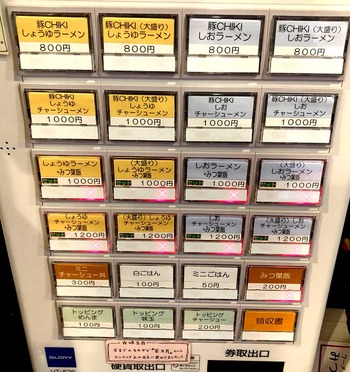 豚CHIKI
しょうゆラーメン
800円
豚CHIKI(大盛り)
しょうゆラーメン
800円
豚CHIKI
しおラーメン
800円
豚CHIKI(大盛り)
しおラーメン
800円
豚CHIKI
しょうゆ
チャーシューメン
1000円
豚CHIKI(大盛り)
しょうゆ
チャーシューメン
1000円
豚CHIKI
しお
チャーシューメン
1000円
豚CHIKI(大盛り)
しお
チャーシューメン
1000円
しょうゆラーメン
・みつ葉飯
1000円
(大盛り)
しょうゆラーメン
・みつ葉飯
1000円
しおラーメン
・みつ葉飯
1000円
(大盛り)
しおラーメン
・みつ葉飯
1000円
しょうゆ
チャーシューメン
・みつ葉飯
1200円
(大盛り)しょうゆ
チャーシューメン
・みつ葉飯
1200円
しお
チャーシューメン
・みつ葉飯
1200円
(大盛り)しお
チャーシューメン
・みつ葉飯
1200円
ミニ
チャーシュー丼
300円
白ごはん
100円
ミニごはん
50円
みつ葉飯
200円
トッピング
めんま
100円
トッピング
味玉
100円
トッピング
チャーシュー
200円
領収書
GLORY
硬貨取出口
券取出口